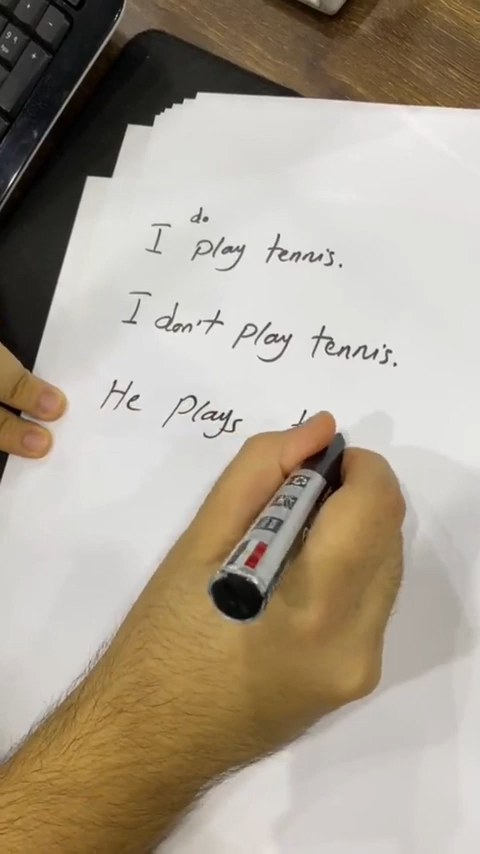 do
I play tennis.
I don't play tennis.
He plays t